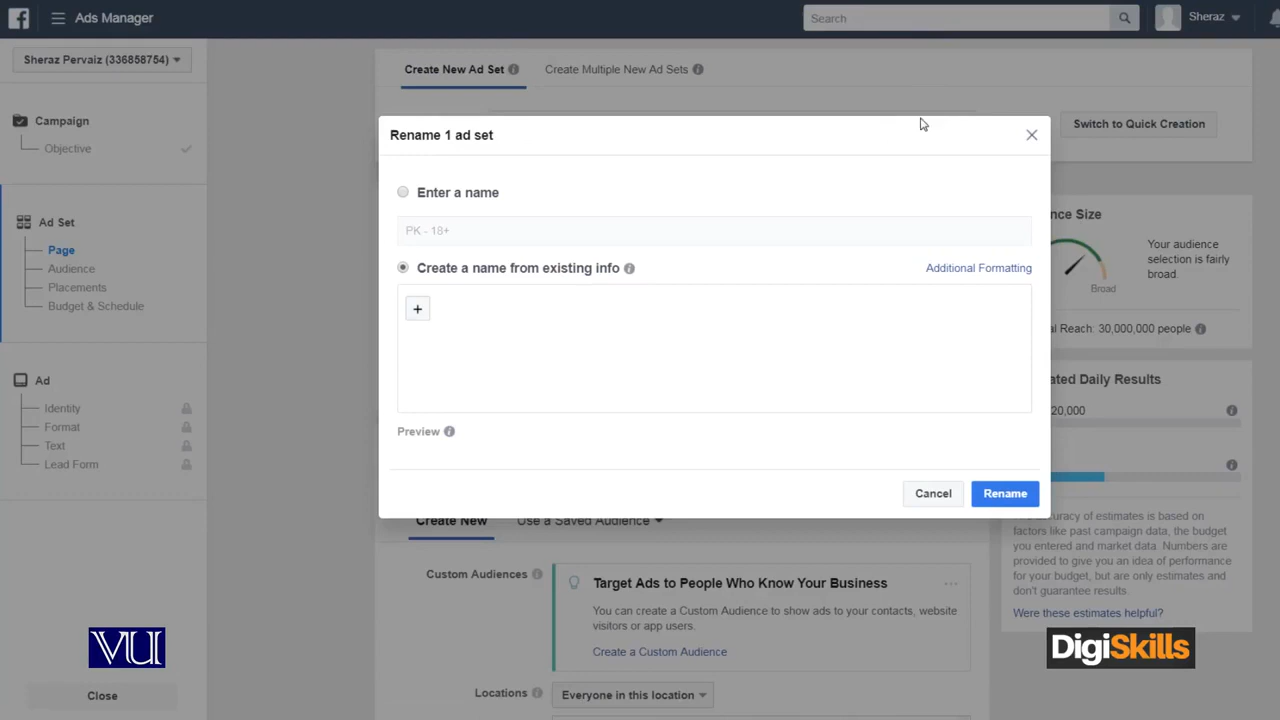 Ads Manager
Search
Sheraz
Sheraz Pervaiz (336858754)
Campaign
Objective
Ad Set
Page
Audience
Placements
Budget & Schedule
Ad
Identity
Format
Text
Lead Form
Close
Create New Ad Set
Create Multiple New Ad Sets
Switch to Quick Creation
Rename 1 ad set
Enter a name
PK - 18+
Create a name from existing info
Additional Formatting
+
Preview
Cancel
Rename
Create New
Use a Saved Audience
Custom Audiences
Target Ads to People Who Know Your Business
You can create a Custom Audience to show ads to your contacts, website
visitors or app users.
Create a Custom Audience
Locations
Everyone in this location
nce Size
Your audience
selection is fairly
broad.
Broad
l Reach: 30,000,000 people
ated Daily Results
20,000
accuracy of estimates is based on
factors like past campaign data, the budget
you entered and market data. Numbers are
provided to give you an idea of performance
for your budget, but are only estimates and
don't guarantee results.
Were these estimates helpful?
VU
DigiSkills